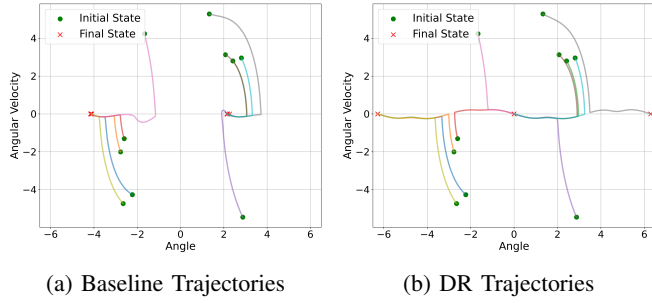 Initial State
Final State
4
2
0
−2
−4
Angular Velocity
−6 −4 −2 0 2 4 6
Angle
(a) Baseline Trajectories
Initial State
Final State
4
2
0
−2
−4
Angular Velocity
−6 −4 −2 0 2 4 6
Angle
(b) DR Trajectories